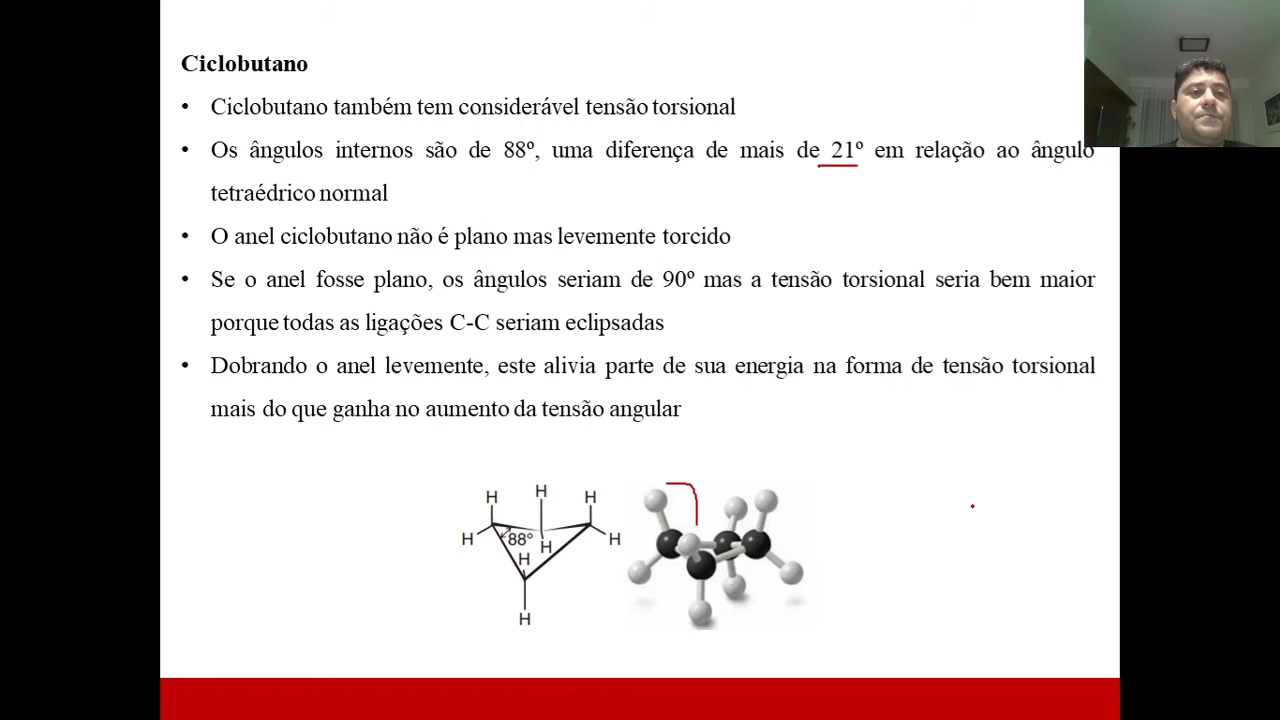 Ciclobutano
• Ciclobutano também tem considerável tensão torsional
• Os ângulos internos são de 88º, uma diferença de mais de 21º em relação ao ângulo
tetraédrico normal
• O anel ciclobutano não é plano mas levemente torcido
• Se o anel fosse plano, os ângulos seriam de 90º mas a tensão torsional seria bem maior
porque todas as ligações C-C seriam eclipsadas
• Dobrando o anel levemente, este alivia parte de sua energia na forma de tensão torsional
mais do que ganha no aumento da tensão angular
H H H
H 88° H H
H
H